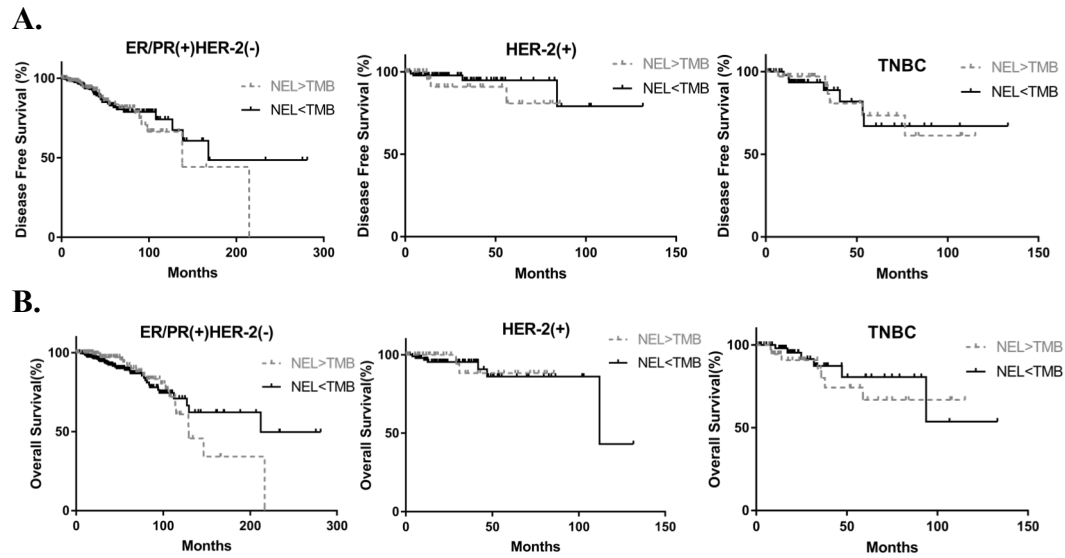 A.
ER/PR(+)HER-2(-)
Disease Free Survival (%)
100
50
0
0 100 200 300
Months
NEL>TMB
NEL<TMB
HER-2(+)
Disease Free Survival (%)
100
50
0
0 50 100 150
Months
NEL>TMB
NEL<TMB
TNBC
Disease Free Survival (%)
100
50
0
0 50 100 150
Months
NEL>TMB
NEL<TMB
B.
ER/PR(+)HER-2(-)
Overall Survival(%)
100
50
0
0 100 200 300
Months
NEL>TMB
NEL<TMB
HER-2(+)
Overall Survival(%)
100
50
0
0 50 100 150
Months
NEL>TMB
NEL<TMB
TNBC
Overall Survival(%)
100
50
0
0 50 100 150
Months
NEL>TMB
NEL<TMB